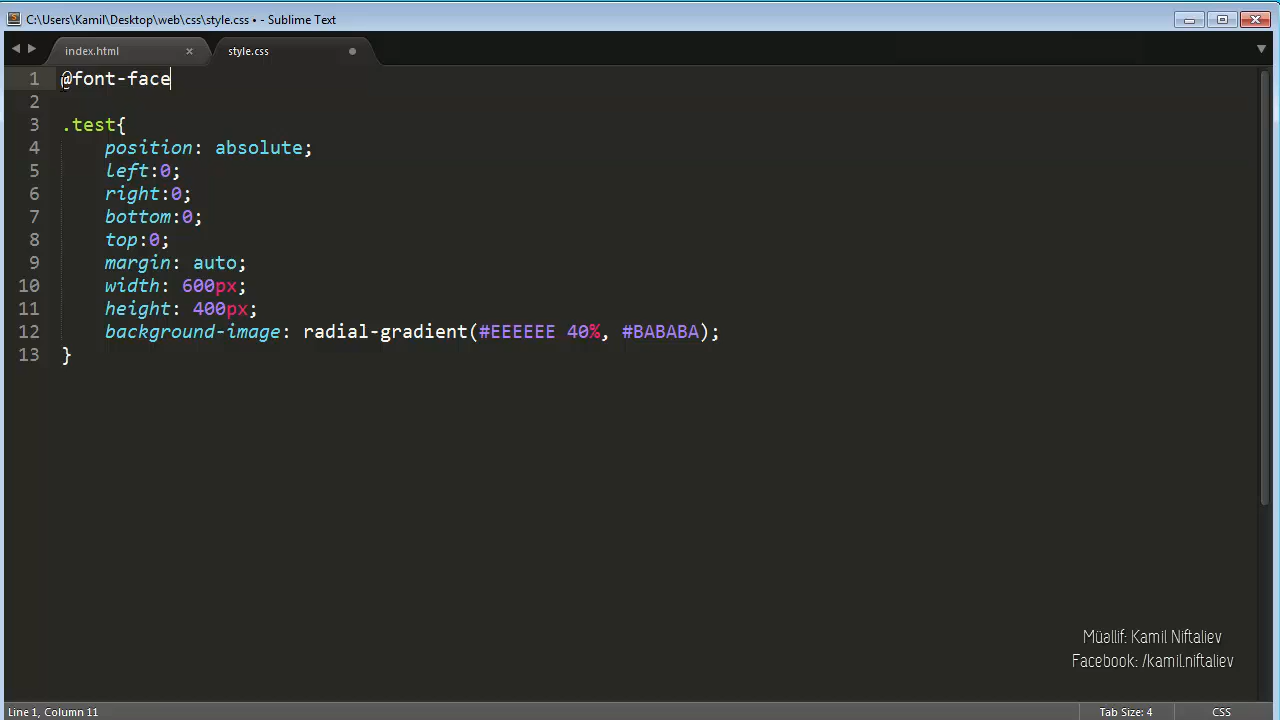 C:\Users\Kamil\Desktop\web\css\style.css • - Sublime Text
index.html
style.css
1 @font-face
2
3 .test{
4 position: absolute;
5 left:0;
6 right:0;
7 bottom:0;
8 top:0;
9 margin: auto;
10 width: 600px;
11 height: 400px;
12 background-image: radial-gradient(#EEEEEE 40%, #BABABA);
13 }
Müəllif: Kamil Niftaliev
Facebook: /kamil.niftaliev
Line 1, Column 11
Tab Size: 4
CSS